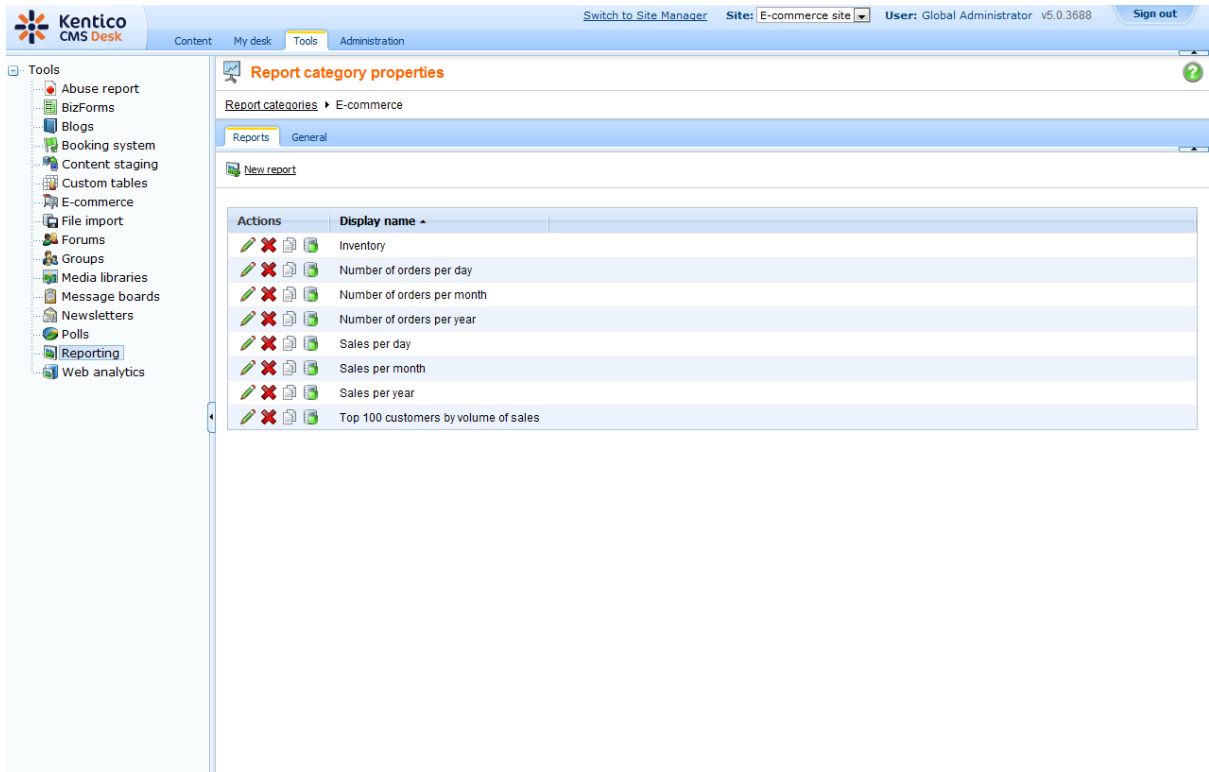 Kentico
CMS Desk
Switch to Site Manager Site: E-commerce site User: Global Administrator v5.0.3688 Sign out
Content My desk Tools Administration
Tools
Abuse report
BizForms
Blogs
Booking system
Content staging
Custom tables
E-commerce
File import
Forums
Groups
Media libraries
Message boards
Newsletters
Polls
Reporting
Web analytics
Report category properties
Report categories E-commerce
Reports General
New report
Actions Display name
Inventory
Number of orders per day
Number of orders per month
Number of orders per year
Sales per day
Sales per month
Sales per year
Top 100 customers by volume of sales